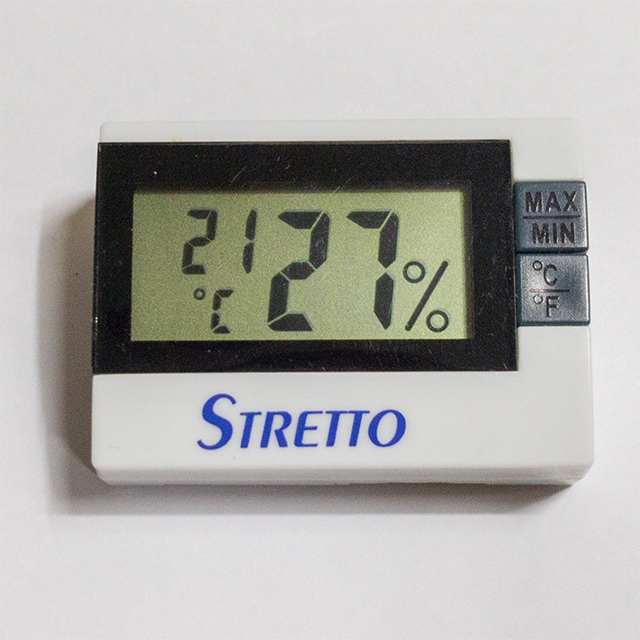 21 °C 27%
MAX
MIN
°C
°F
STRETTO